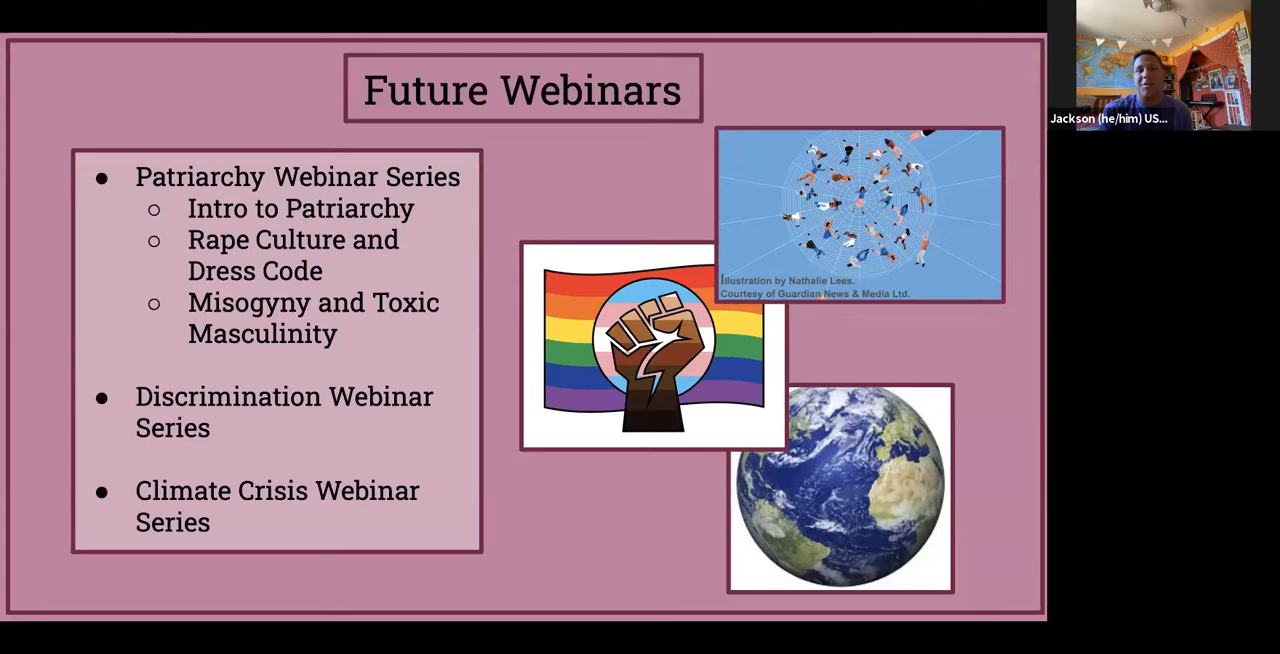 Future Webinars
● Patriarchy Webinar Series
○ Intro to Patriarchy
○ Rape Culture and
Dress Code
○ Misogyny and Toxic
Masculinity
● Discrimination Webinar
Series
● Climate Crisis Webinar
Series
Illustration by Nathalie Lees.
Courtesy of Guardian News & Media Ltd.
Jackson (he/him) US...